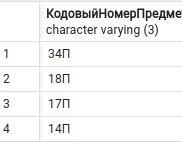 КодовыйНомерПредме
character varying (3)
1 34П
2 18П
3 17П
4 14П